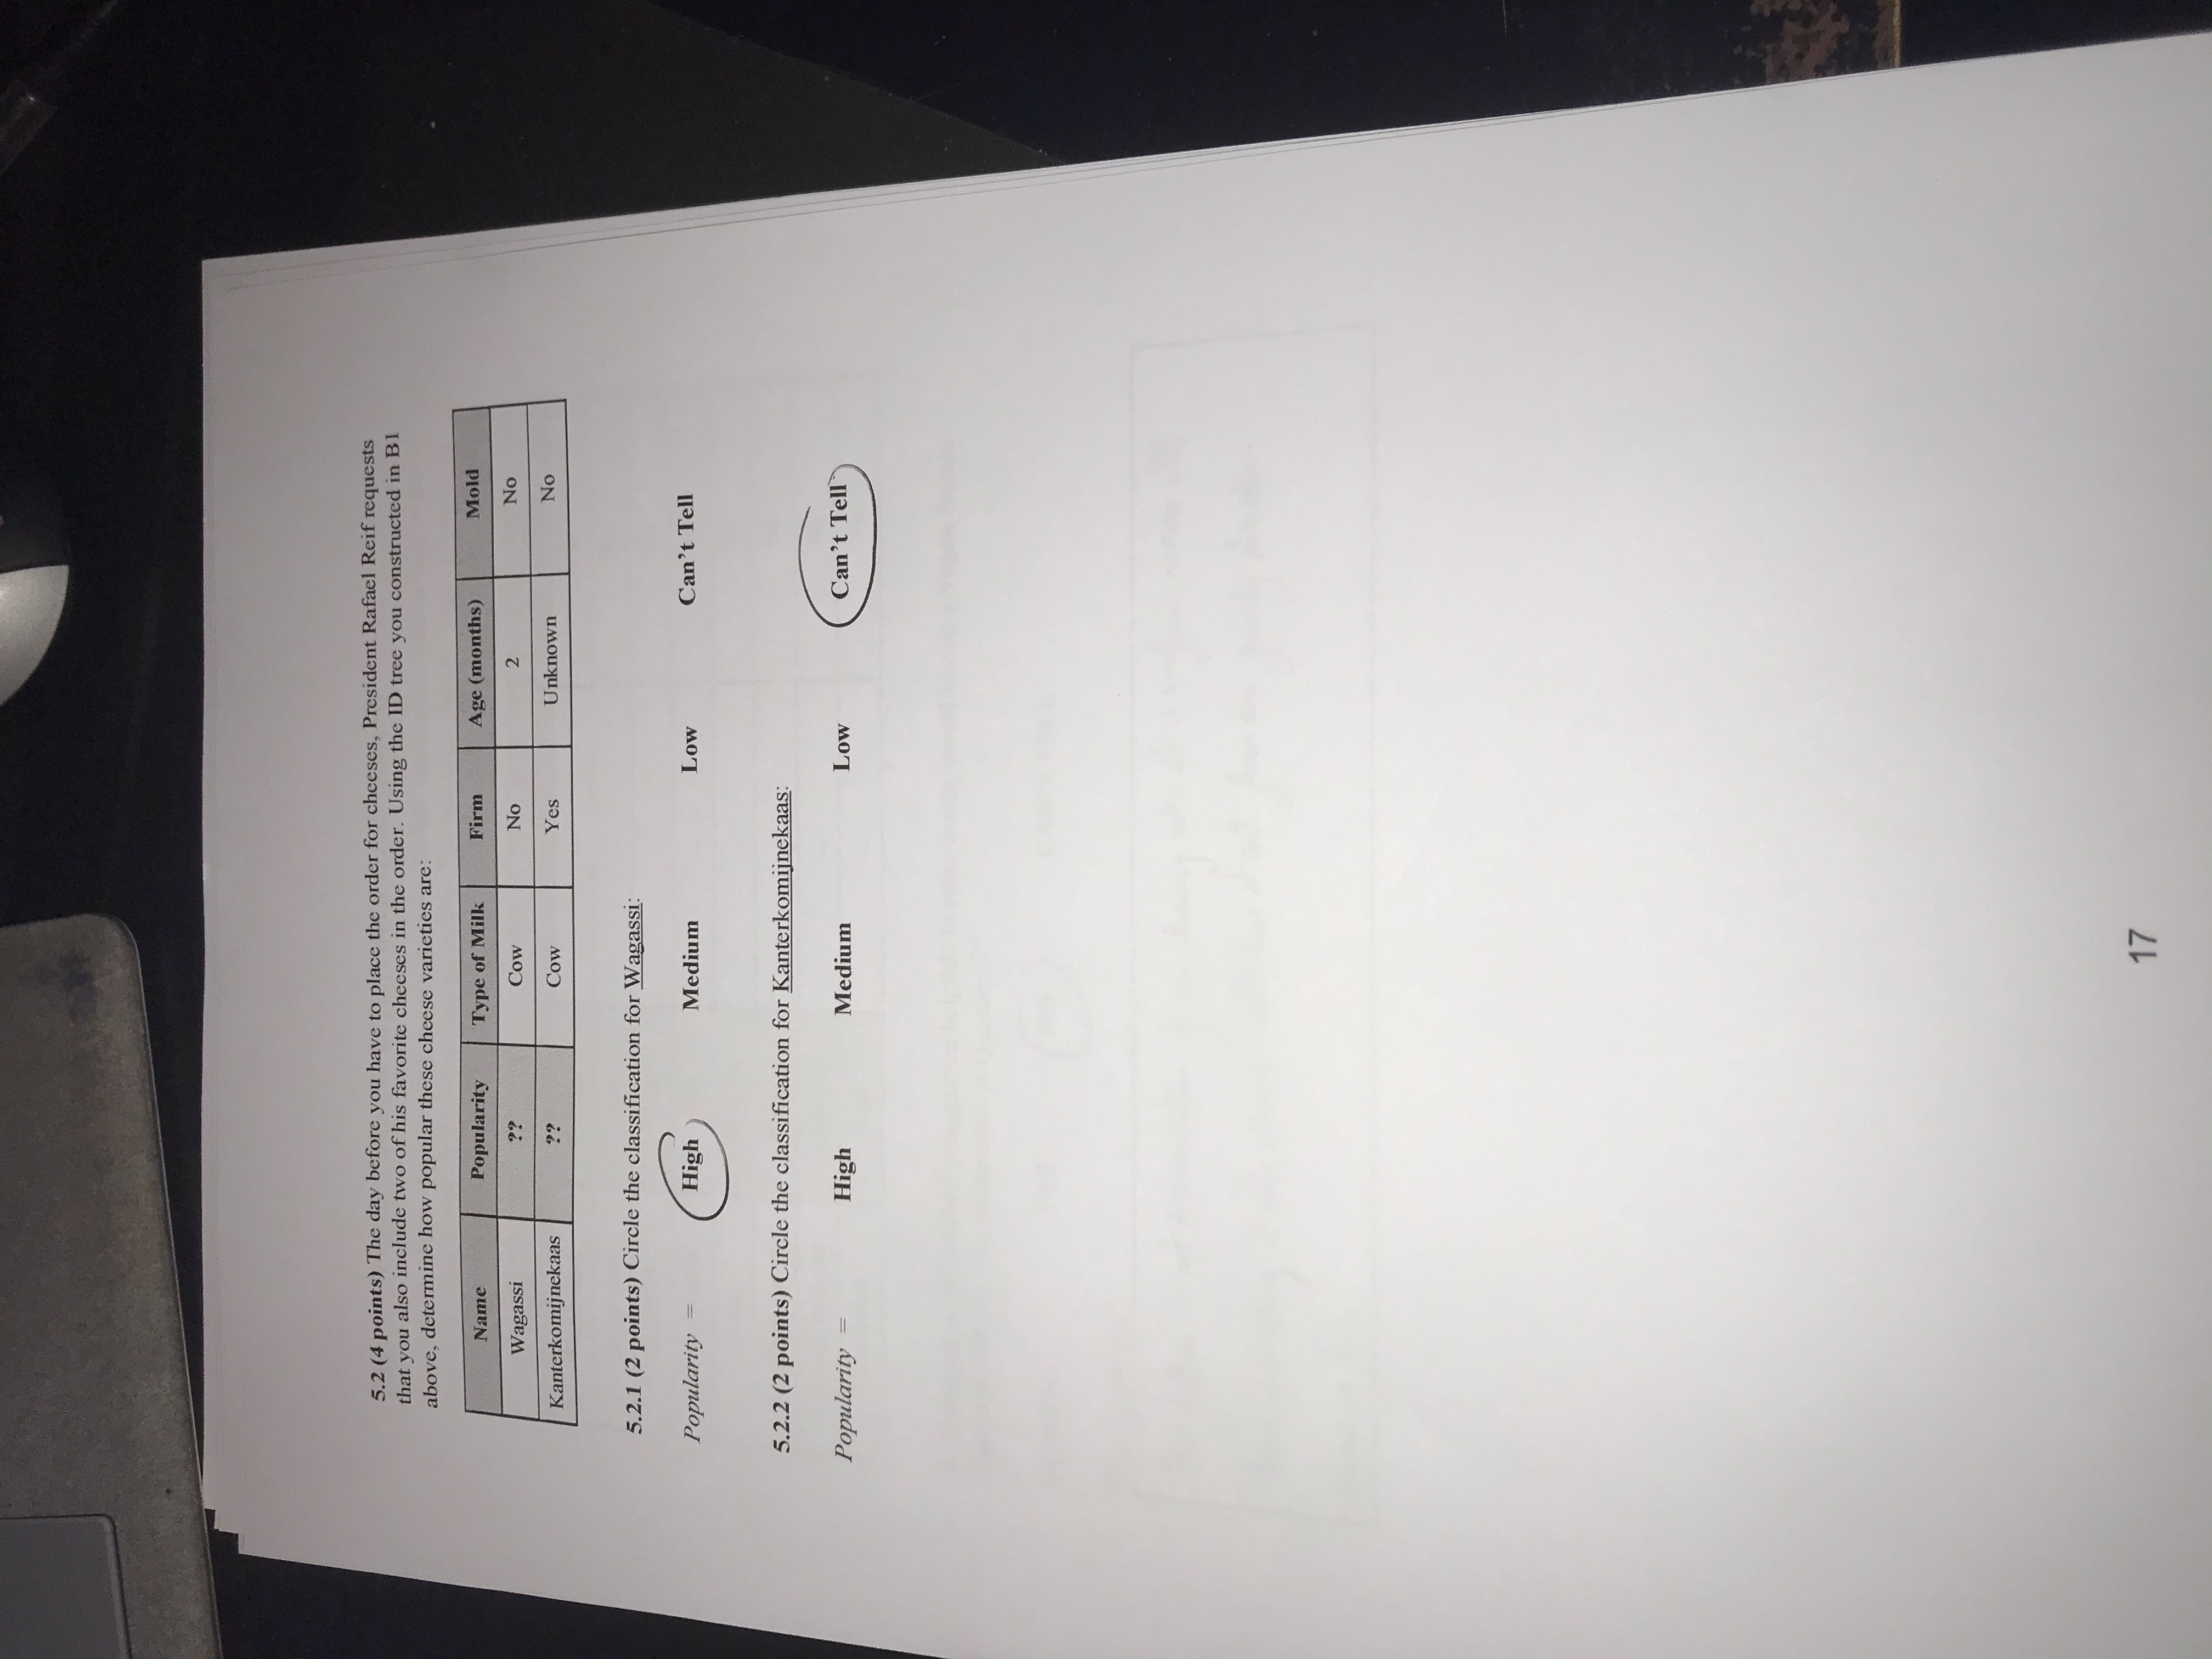 5.2 (4 points) The day before you have to place the order for cheeses, President Rafael Reif requests
that you also include two of his favorite cheeses in the order. Using the ID tree you constructed in B1
above, determine how popular these cheese varieties are:
Name Popularity Type of Milk Firm Age (months) Mold
Wagassi ?? Cow No 2 No
Kanterkomijnekaas ?? Cow Yes Unknown No
5.2.1 (2 points) Circle the classification for Wagassi:
Popularity = High Medium Low Can't Tell
5.2.2 (2 points) Circle the classification for Kanterkomijnekaas:
Popularity = High Medium Low Can't Tell
17